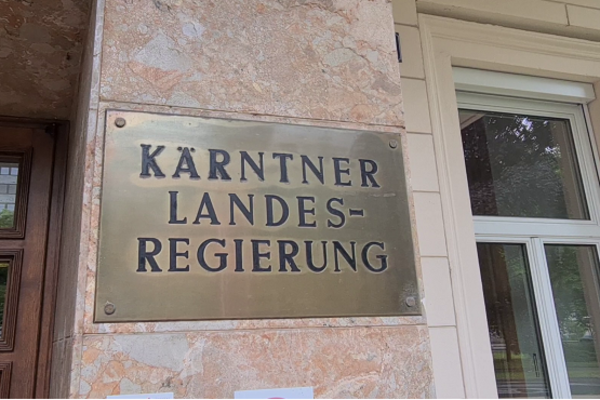 KÄRNTNER
LANDES-
REGIERUNG